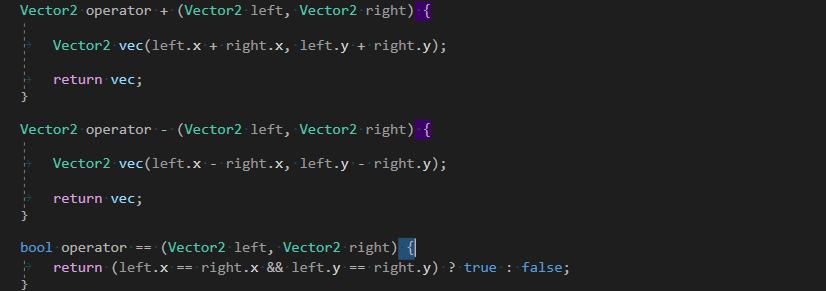 Vector2 operator + (Vector2 left, Vector2 right) {
Vector2 vec(left.x + right.x, left.y + right.y);
return vec;
}
Vector2 operator - (Vector2 left, Vector2 right) {
Vector2 vec(left.x - right.x, left.y - right.y);
return vec;
}
bool operator == (Vector2 left, Vector2 right) {
return (left.x == right.x && left.y == right.y) ? true : false;
}